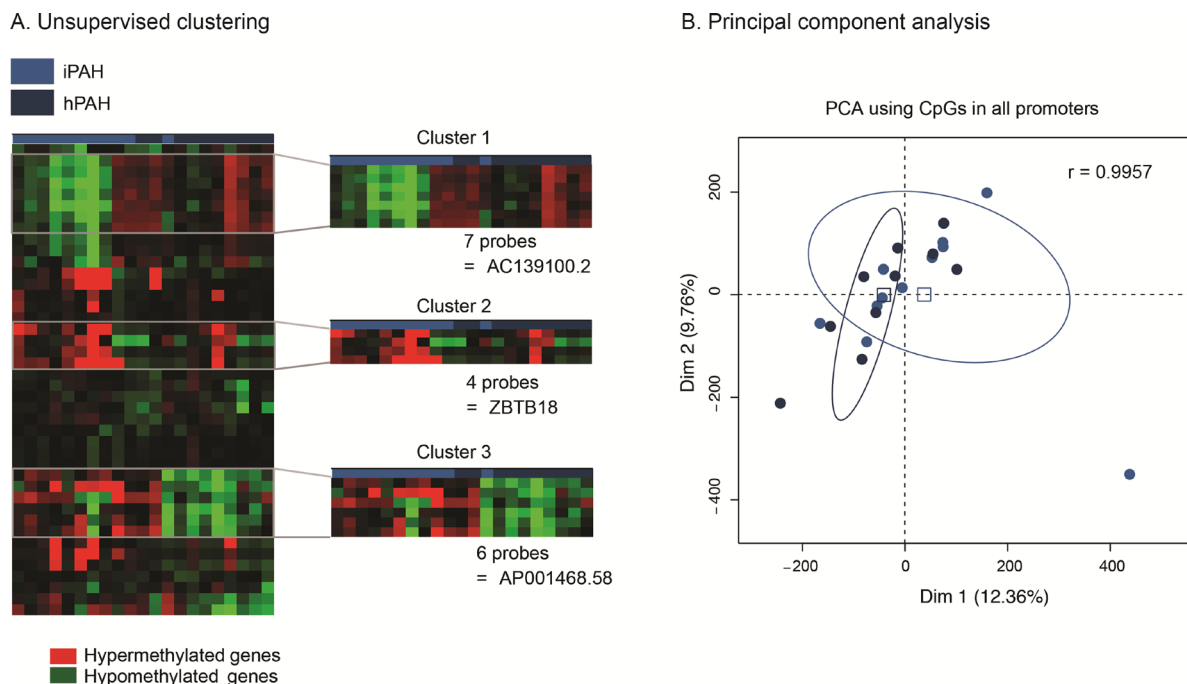 A. Unsupervised clustering
iPAH
hPAH
Cluster 1
7 probes
= AC139100.2
Cluster 2
4 probes
= ZBTB18
Cluster 3
6 probes
= AP001468.58
Hypermethylated genes
Hypomethylated genes
B. Principal component analysis
PCA using CpGs in all promoters
r = 0.9957
200
0
−200
−400
Dim 2 (9.76%)
−200
0
200
400
Dim 1 (12.36%)